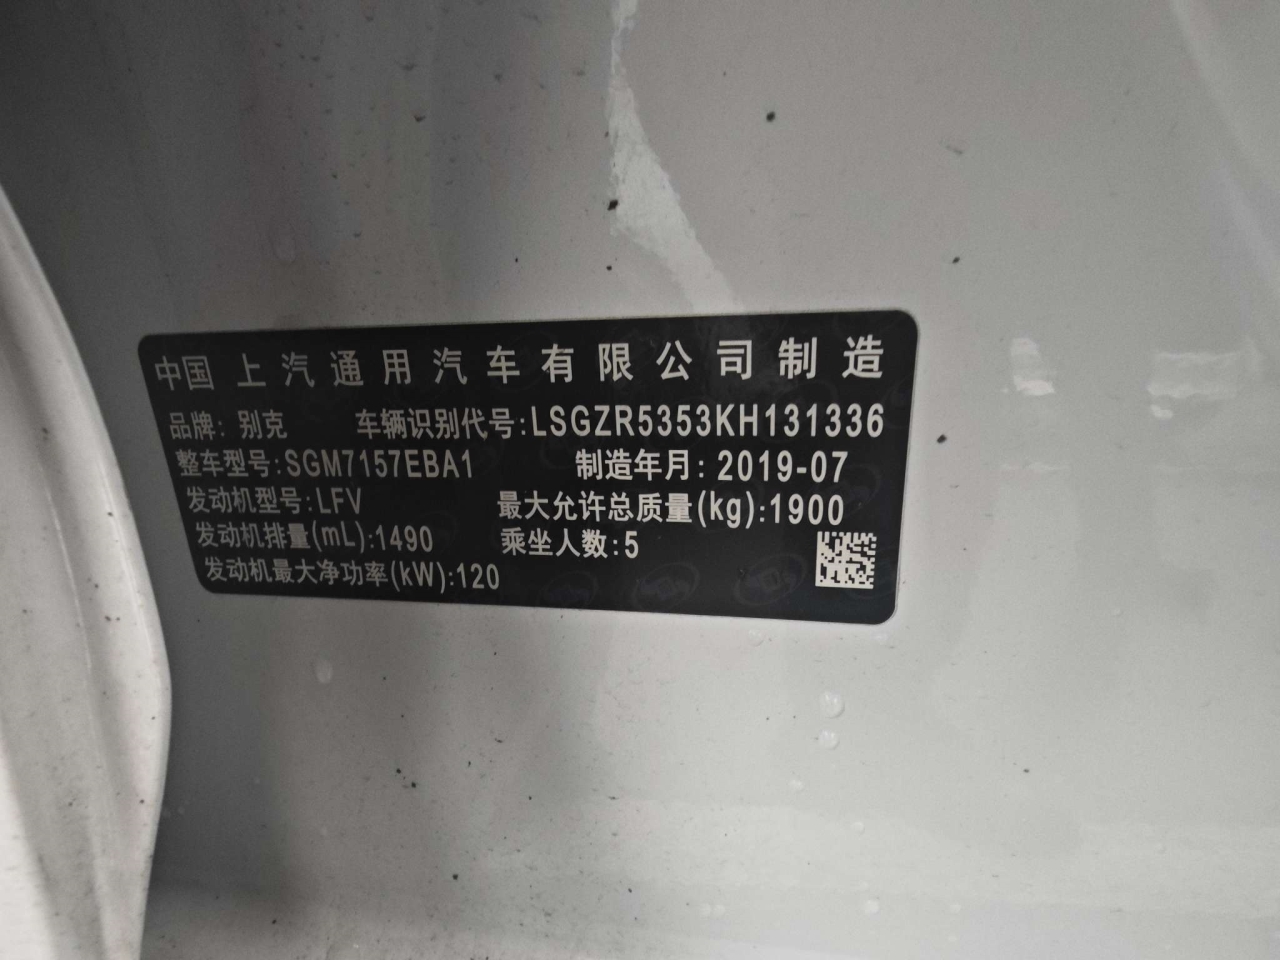 中国 上汽通用汽车有限公司制造
品牌: 别克 车辆识别代号:LSGZR5353KH131336
整车型号:SGM7157EBA1 制造年月: 2019-07
发动机型号:LFV 最大允许总质量(kg):1900
发动机排量(mL):1490 乘坐人数:5
发动机最大净功率(kW):120